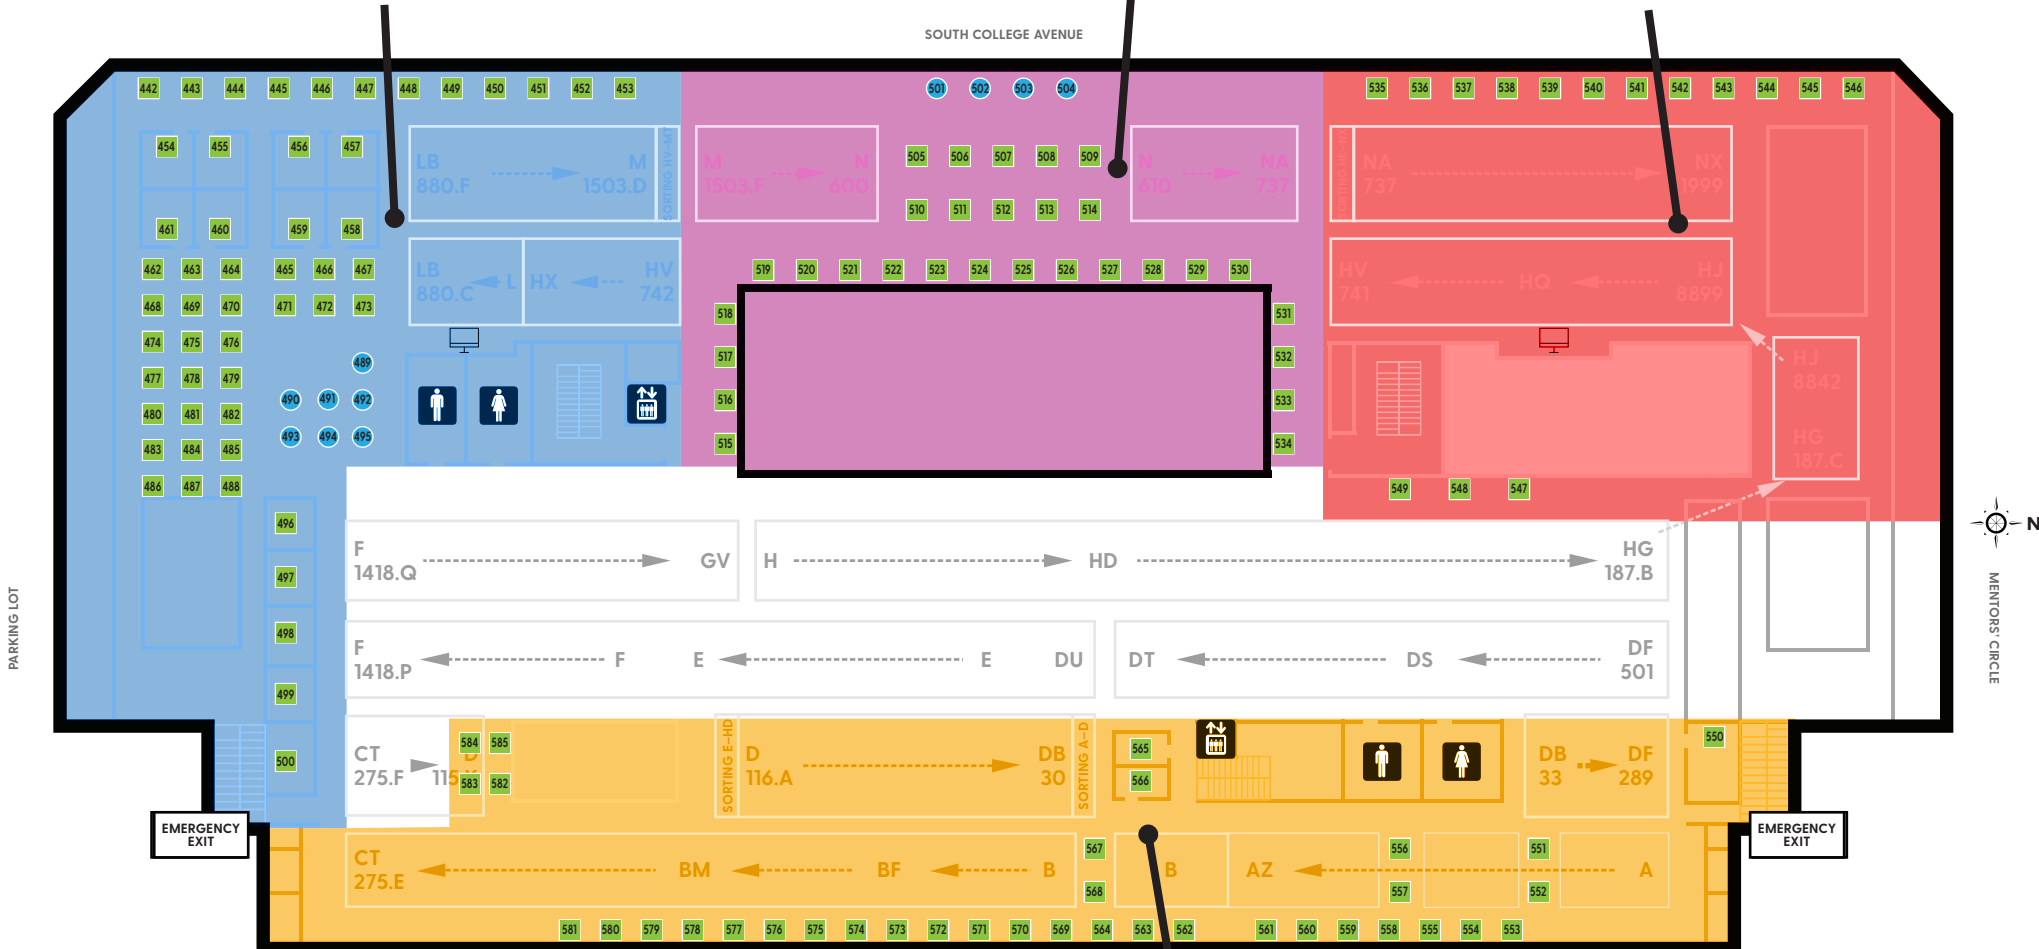 SOUTH COLLEGE AVENUE
442 443 444 445 446 447 448 449 450 451 452 453
501 502 503 504
535 536 537 538 539 540 541 542 543 544 545 546
454 455 456 457
461 460 459 458
LB 880.F
M 1503.D
SORTING HV-MT
M 1503.F
N 600
505 506 507 508 509
510 511 512 513 514
N 610
NA 737
NA 737
NX 1999
462 463 464 465 466 467
468 469 470 471 472 473
LB 880.C
L
HX
HV 742
519 520 521 522 523 524 525 526 527 528 529 530
HV 741
HQ
HJ 8899
518
517
516
515
531
532
533
534
474 475 476
477 478 479
480 481 482
483 484 485
486 487 488
489
490 491 492
493 494 495
HJ 8842
HG 187.C
549 548 547
496
497
498
499
500
F 1418.Q
GV
H
HD
HG 187.B
N
PARKING LOT
MENTORS' CIRCLE
F 1418.P
F
E
E
DU
DT
DS
DF 501
CT 275.F
584 585
583 582
SORTING E-HD
D 116.A
DB 30
SORTING A-D
565
566
DB 33
DF 289
550
EMERGENCY EXIT
EMERGENCY EXIT
CT 275.E
BM
BF
B
567
568
B
AZ
556
557
551
552
A
581 580 579 578 577 576 575 574 573 572 571 570 569 564 563 562 561 560 559 558 555 554 553